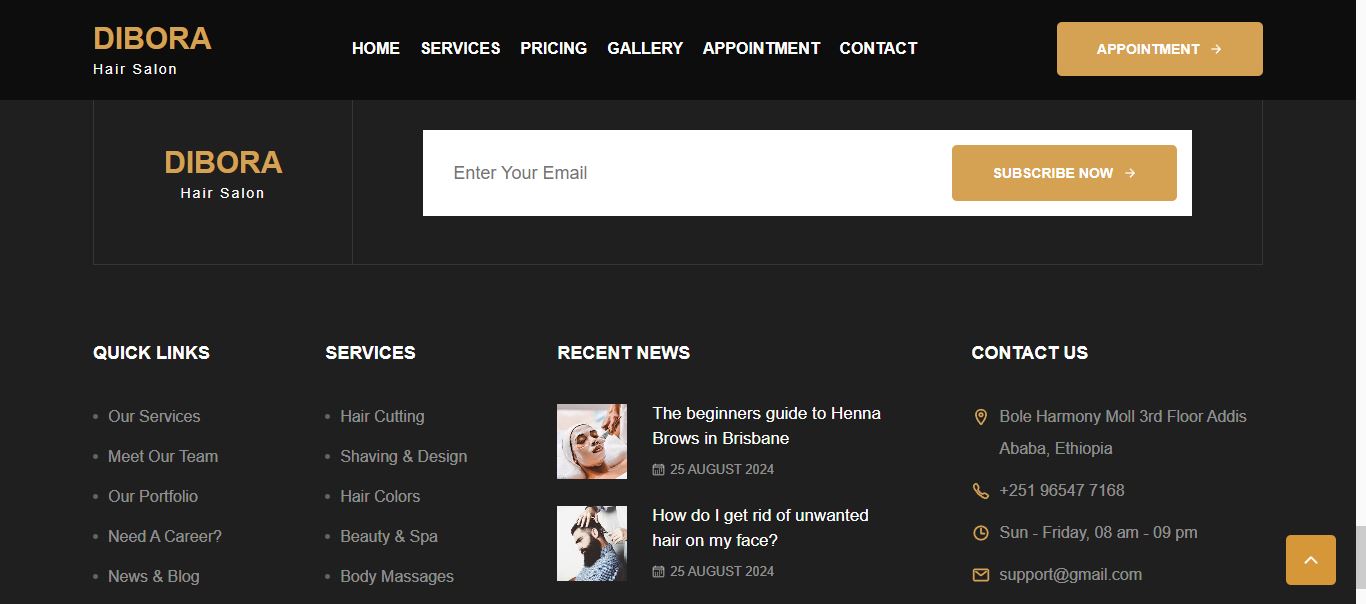 DIBORA
Hair Salon
HOME SERVICES PRICING GALLERY APPOINTMENT CONTACT
APPOINTMENT →
DIBORA
Hair Salon
Enter Your Email
SUBSCRIBE NOW →
QUICK LINKS
Our Services
Meet Our Team
Our Portfolio
Need A Career?
News & Blog
SERVICES
Hair Cutting
Shaving & Design
Hair Colors
Beauty & Spa
Body Massages
RECENT NEWS
The beginners guide to Henna
Brows in Brisbane
25 AUGUST 2024
How do I get rid of unwanted
hair on my face?
25 AUGUST 2024
CONTACT US
Bole Harmony Moll 3rd Floor Addis
Ababa, Ethiopia
+251 96547 7168
Sun - Friday, 08 am - 09 pm
support@gmail.com